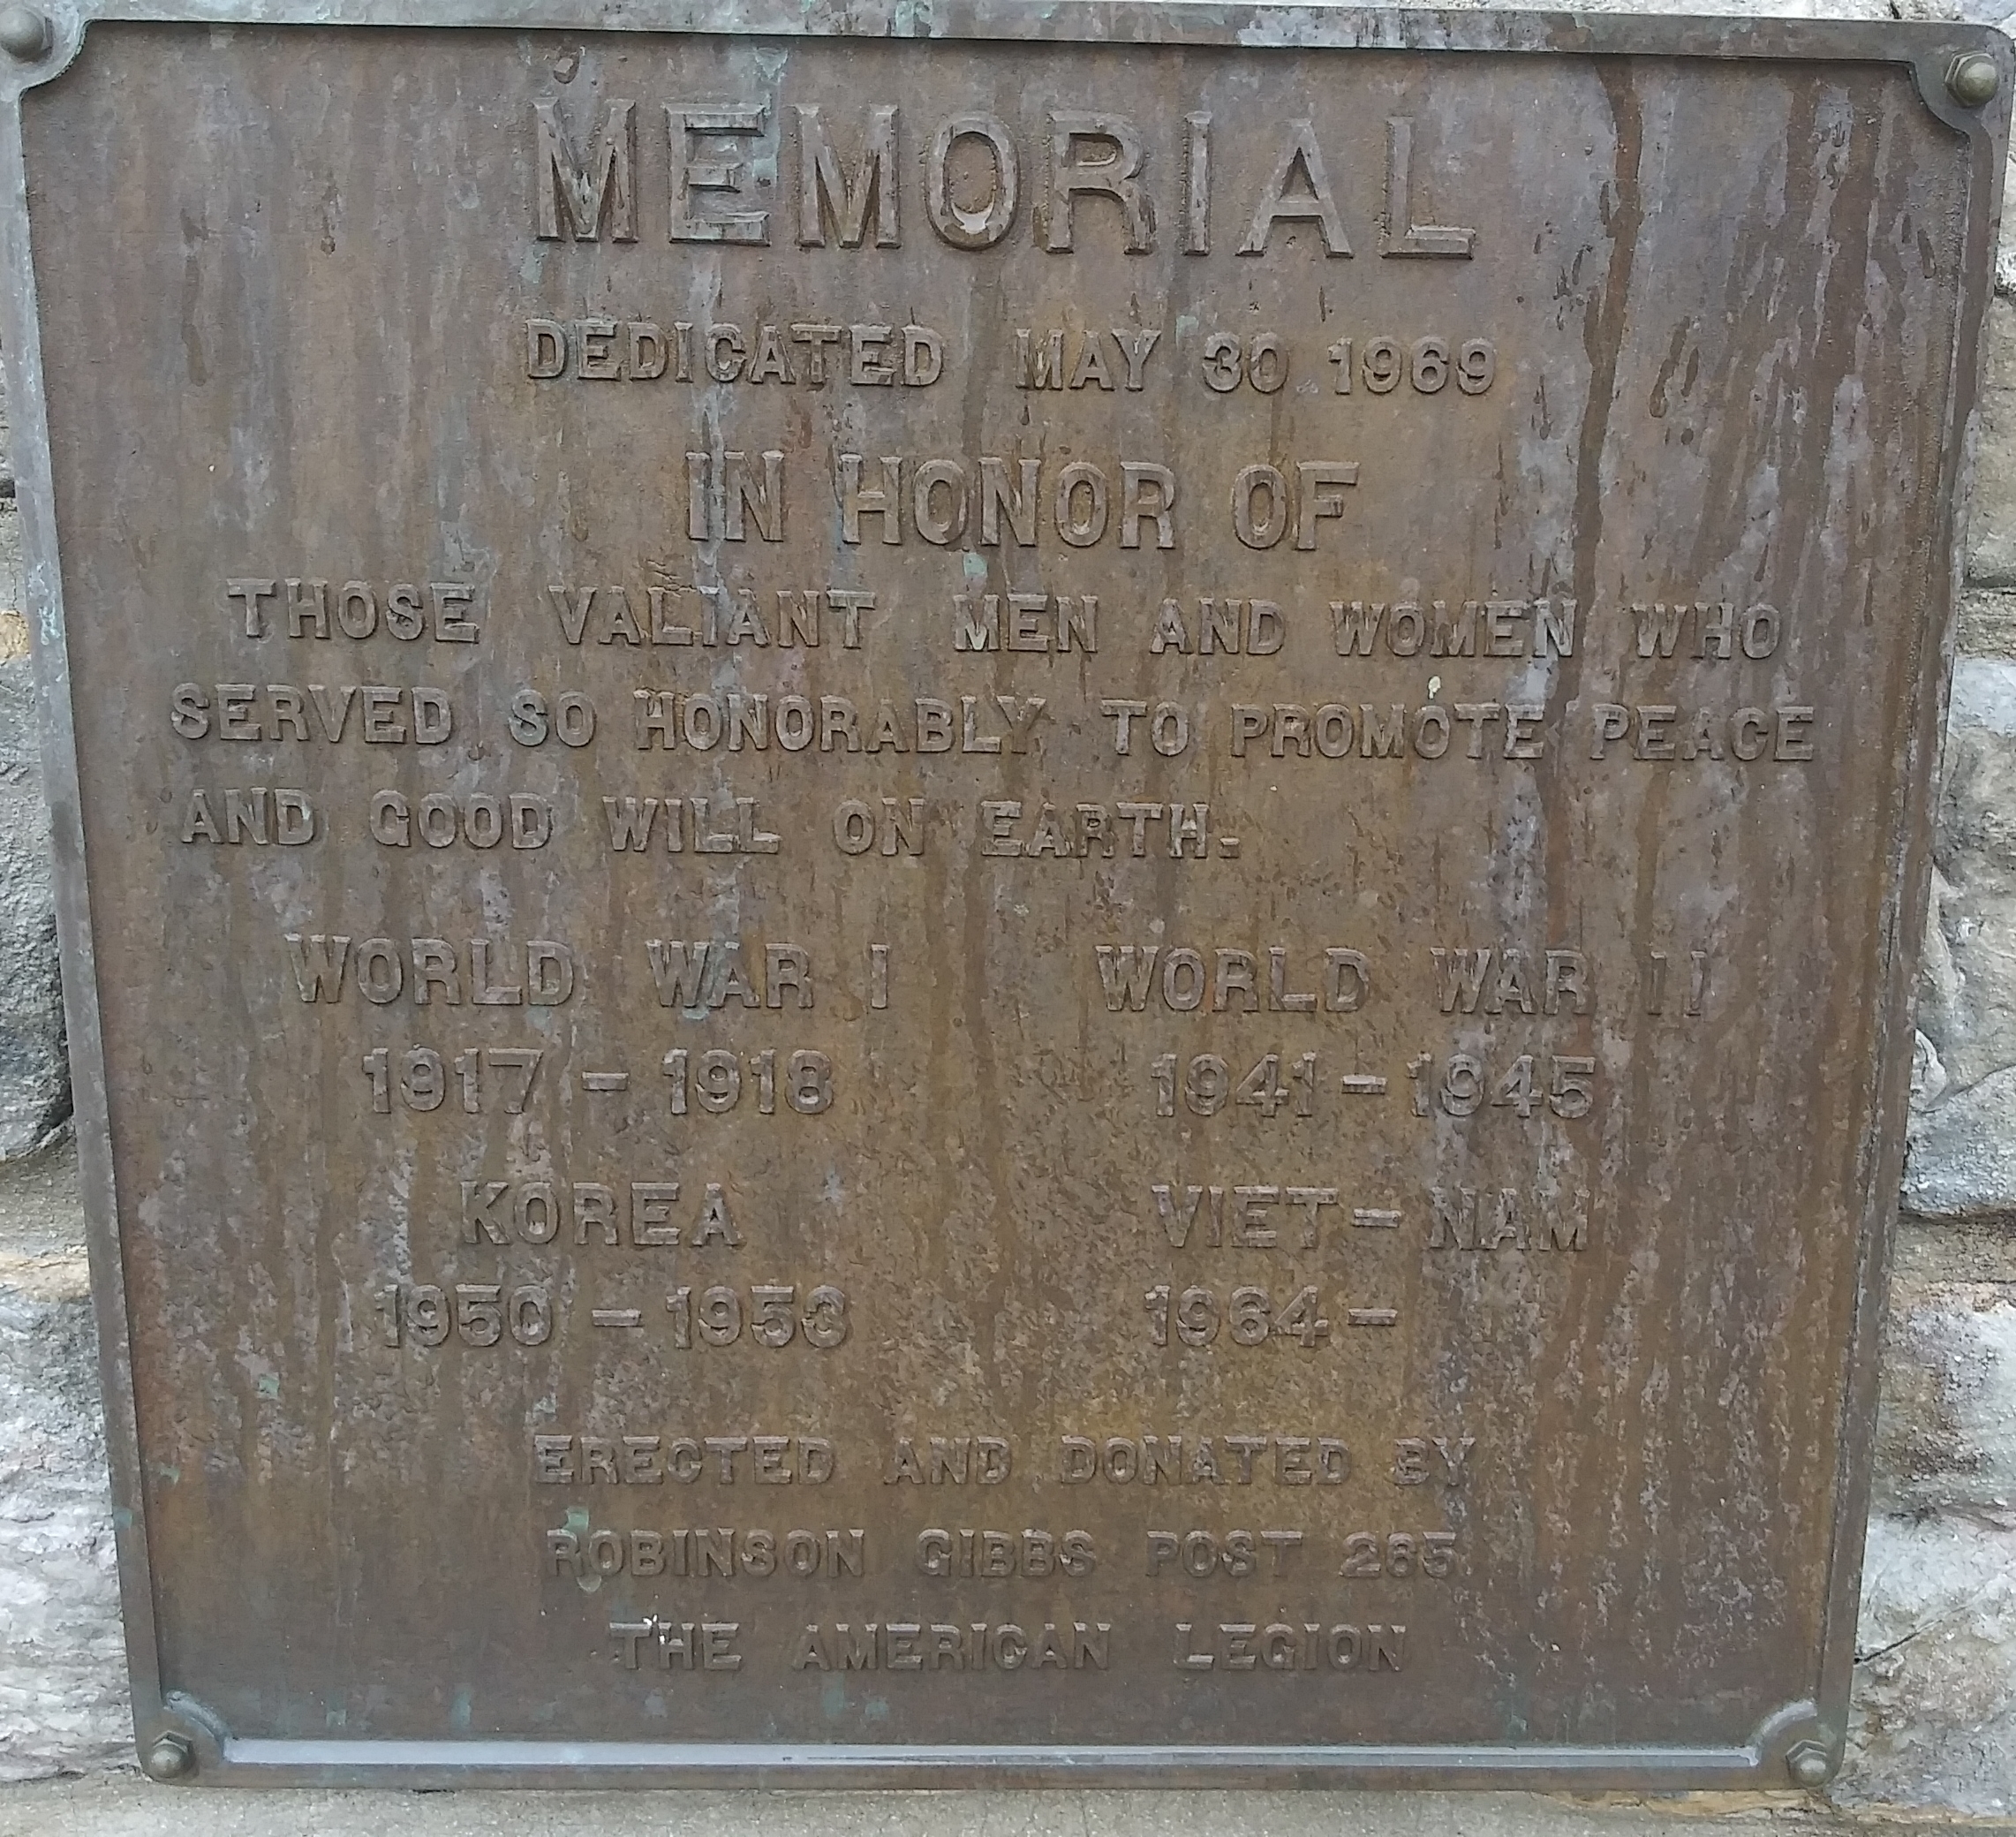 MEMORIAL
DEDICATED MAY 30 1969
IN HONOR OF
THOSE VALIANT MEN AND WOMEN WHO
SERVED SO HONORABLY TO PROMOTE PEACE
AND GOOD WILL ON EARTH.
WORLD WAR I WORLD WAR II
1917 - 1918 1941 - 1945
KOREA VIET - NAM
1950 - 1953 1964 -
ERECTED AND DONATED BY
ROBINSON GIBBS POST 265
THE AMERICAN LEGION